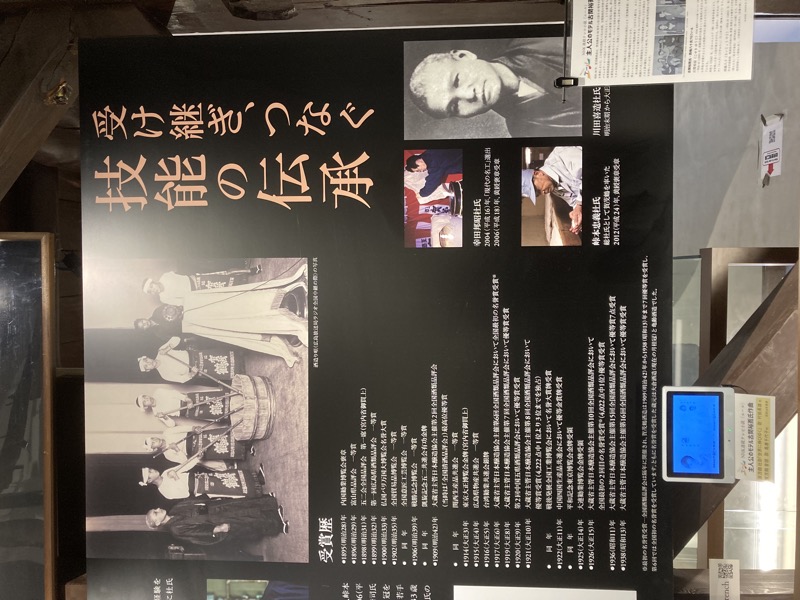 受け継ぎ、つなぐ
技能の伝承
経験を
に杜氏
賀茂鶴
酒造り唄（広島放送局ラジオ全国中継の際）の写真
受賞歴
●1895（明治28）年　内国勧業博覧会褒章
●1896（明治29）年　富山県品評会　一等賞
●1898（明治31）年　五二会全国品評会　第一席（宮内省御買上）
●1899（明治32）年　第一回広島県酒類品評会　一等賞
●1900（明治33）年　仏国パリ万国大博覧会名誉大賞
●1902（明治35）年　全国貿易品博覧会　一等賞
●　同　年　　全国意匠工芸博覧会　一等賞
●1906（明治39）年　戦勝記念博覧会　一等賞
●　同　年　　凱旋記念五二共進会有功金牌
●1909（明治42）年　大蔵省主管日本醸造協会主催第2回全国酒類品評会
（当時は「全国清酒品評会」）最高位優等賞
●　同　年　　関西生産品共進会　一等賞
●1914（大正3）年　東京大正博覧会金牌（宮内省御買上）
●1915（大正4）年　広島県物産共進会　一等賞
●1916（大正5）年　台湾勧業共進会銀牌
●1917（大正6）年　大蔵省主管日本醸造協会主催第6回全国酒類品評会において全国最初の名誉賞受賞※
●1919（大正8）年　大蔵省主管日本醸造協会主催第7回全国酒類品評会において優等賞受賞
●1920（大正9）年　第2回中国五県酒類品評会において優等賞受賞
●1921（大正10）年　大蔵省主管日本醸造協会主催第8回全国酒類品評会において
優等賞受賞（4,222点中1位より5位までを独占）
●　同　年　　戦後発展全国工業博覧会において名誉大賞牌受賞
●1922（大正11）年　中国四国生産品共進会において優等金牌受賞
●　同　年　　平和記念東京博覧会金牌受領
●1925（大正14）年　大連勧業博覧会金牌受領
●1926（大正15）年　大蔵省主管日本醸造協会主催第10回全国酒類品評会において
全国最初の2回目の名誉賞受賞※（4,022点中1位）優等賞受賞
●1936（昭和11）年　大蔵省主管日本醸造協会主催第15回全国酒類品評会において優等賞7点受賞
●1938（昭和13）年　大蔵省主管日本醸造協会主催第16回全国酒類品評会において優等賞受賞
※最初の名誉賞受賞…全国酒類品評会は隔年に開催され、賀茂鶴酒造は1909（明治42）年から1938（昭和13）年まで7回優等賞を受賞し、
第6回では全国初の名誉賞を受賞しています。ともに名誉賞を受賞した蔵元は大倉酒造（現在の月桂冠）と亀齢酒造でした。
幸田邦昭杜氏
2004（平成16）年、「現代の名工」選出
2006（平成18）年、黄綬褒章受章
峠本忠義杜氏
総杜氏として賀茂鶴を率いた
2012（平成24）年、黄綬褒章受章
川田喜造杜氏
明治末期から大正
主人公のモデル古関裕而
主人公のモデル古関裕而氏作曲
rench